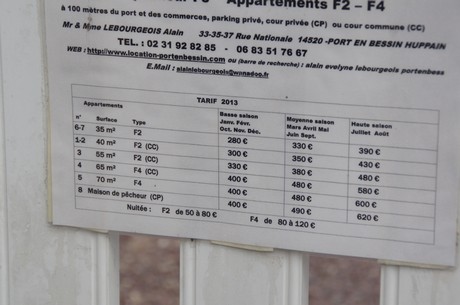 Appartements F2 – F4
à 100 mètres du port et des commerces, parking privé, cour privée (CP) ou cour commune (CC)
Mr & Mme LEBOURGEOIS Alain 33-35-37 Rue Nationale 14520 -PORT EN BESSIN HUPPAIN
TEL. : 02 31 92 82 85 - 06 83 51 76 67
WEB : http://www.location-portenbessin.com ou (barre de recherche) : alain evelyne lebourgeois portenbess
E.Mail : alainlebourgeois@wanadoo.fr
Appartements TARIF 2013
n° Surface Type Basse saison Janv. Févr. Oct. Nov. Déc. Moyenne saison Mars Avril Mai Juin Sept. Haute saison Juillet Août
6-7 35 m² F2 280 € 330 € 390 €
1-2 40 m² F2 (CC) 300 € 350 € 430 €
3 55 m² F2 (CC) 330 € 380 € 480 €
4 65 m² F4 (CC) 400 € 480 € 580 €
5 70 m² F4 400 € 480 € 600 €
8 Maison de pêcheur (CP) 400 € 490 € 620 €
Nuitée : F2 de 50 à 80 € F4 de 80 à 120 €